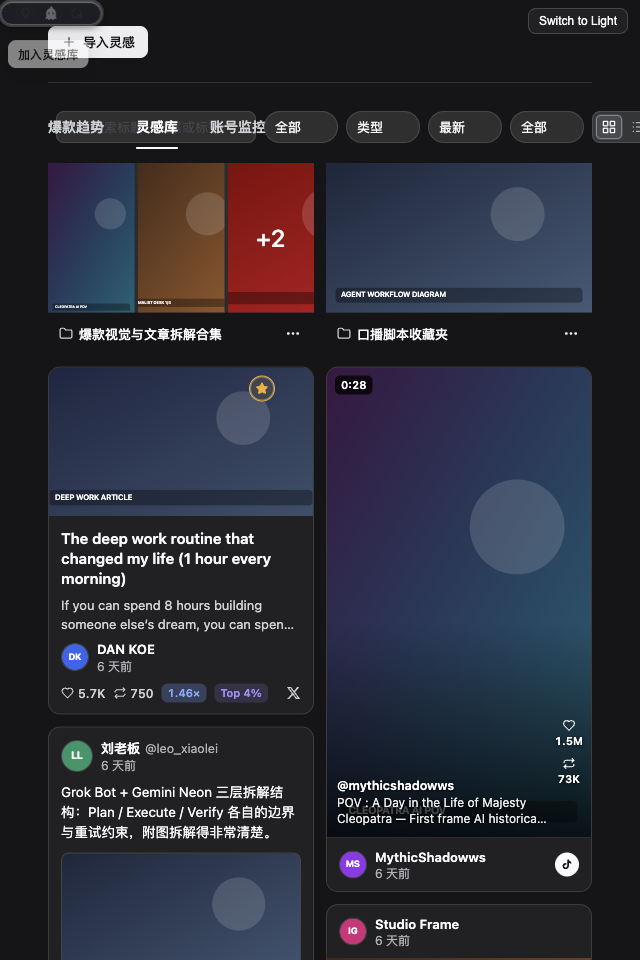 Switch to Light
+ 导入灵感
加入灵感库
爆款趋势
灵感库
账号监控
全部
类型
最新
全部
+2
CLEOPATRA AI POV
AGENT WORKFLOW DIAGRAM
爆款视觉与文章拆解合集
口播脚本收藏夹
DEEP WORK ARTICLE
The deep work routine that
changed my life (1 hour every
morning)
If you can spend 8 hours building
someone else's dream, you can spen...
DK
DAN KOE
6 天前
5.7K
750
1.46×
Top 4%
LL
刘老板 @leo_xiaolei
6 天前
Grok Bot + Gemini Neon 三层拆解结
构：Plan / Execute / Verify 各自的边界
与重试约束，附图拆解得非常清楚。
0:28
1.5M
73K
@mythicshadowws
POV : A Day in the Life of Majesty
Cleopatra — First frame AI historica...
CLEOPATRA AI POV
MS
MythicShadowws
6 天前
IG
Studio Frame
6 天前